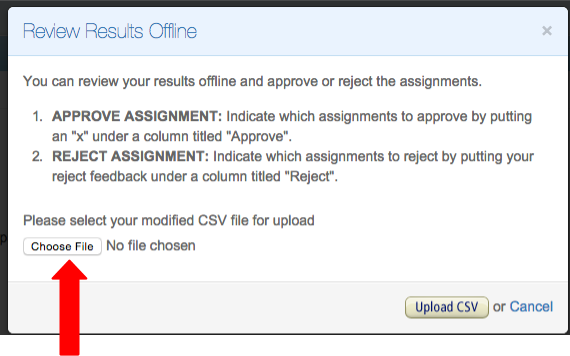 Review Results Offline ×
You can review your results offline and approve or reject the assignments.
1. APPROVE ASSIGNMENT: Indicate which assignments to approve by putting
an "x" under a column titled "Approve".
2. REJECT ASSIGNMENT: Indicate which assignments to reject by putting your
reject feedback under a column titled "Reject".
Please select your modified CSV file for upload
Choose File No file chosen
Upload CSV or Cancel